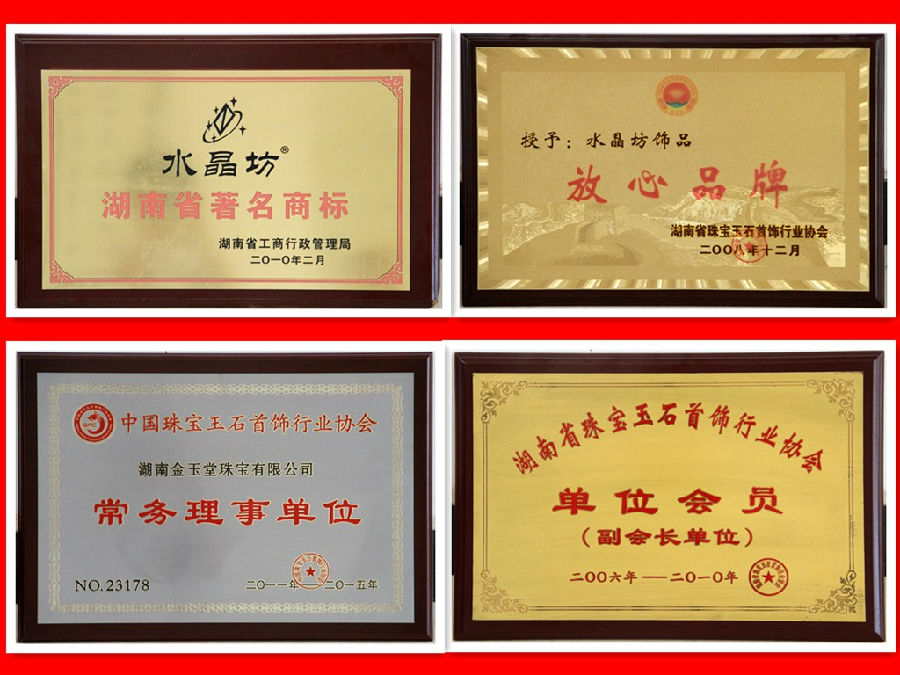 水晶坊®
湖南省著名商标
湖南省工商行政管理局
二〇一〇年二月
授予：水晶坊饰品
放心品牌
湖南省珠宝玉石首饰行业协会
二〇〇八年十二月
中国珠宝玉石首饰行业协会
湖南金玉堂珠宝有限公司
常务理事单位
NO.23178
二〇一一年——二〇一五年
湖南省珠宝玉石首饰行业协会
单位会员
（副会长单位）
二〇〇六年——二〇一〇年